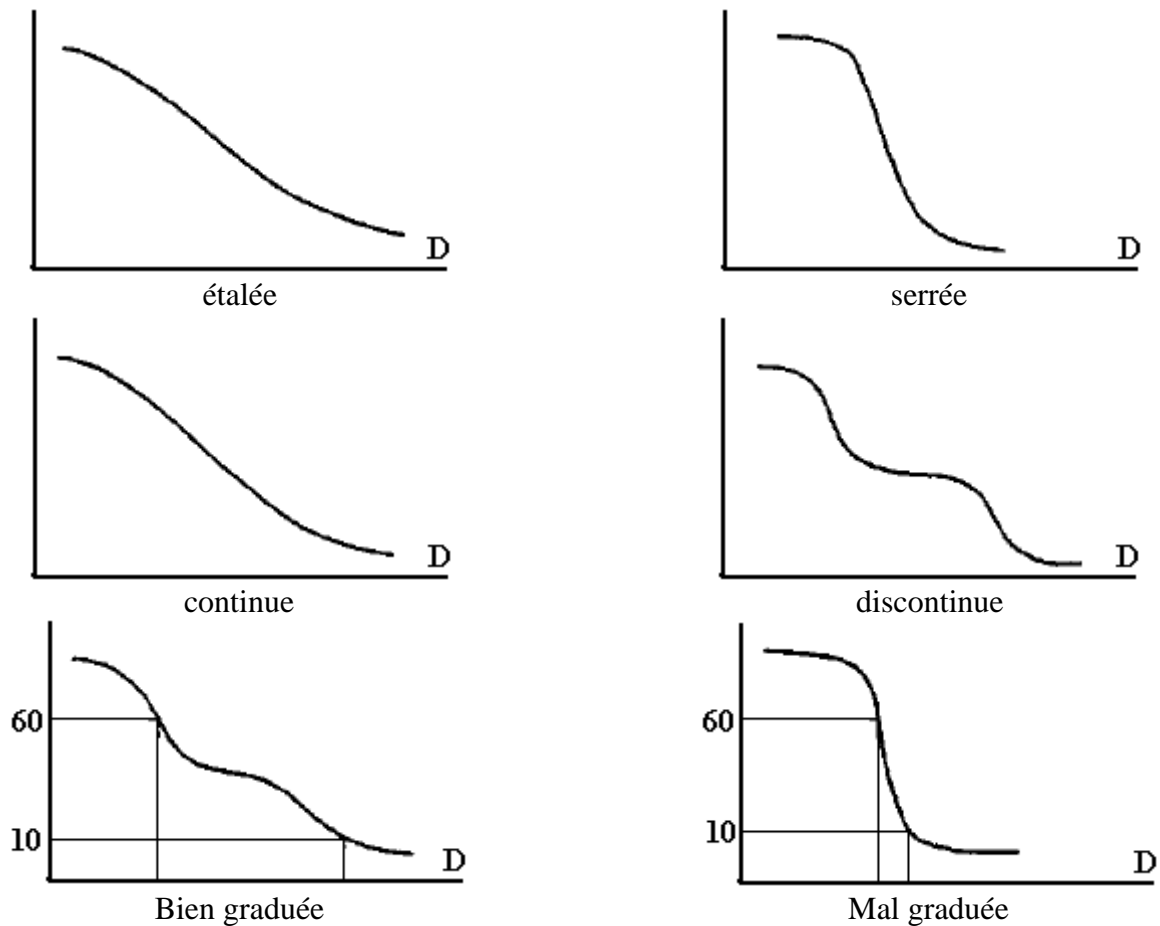 D
D
étalée
serrée
D
D
continue
discontinue
60
10
D
Bien graduée
60
10
D
Mal graduée